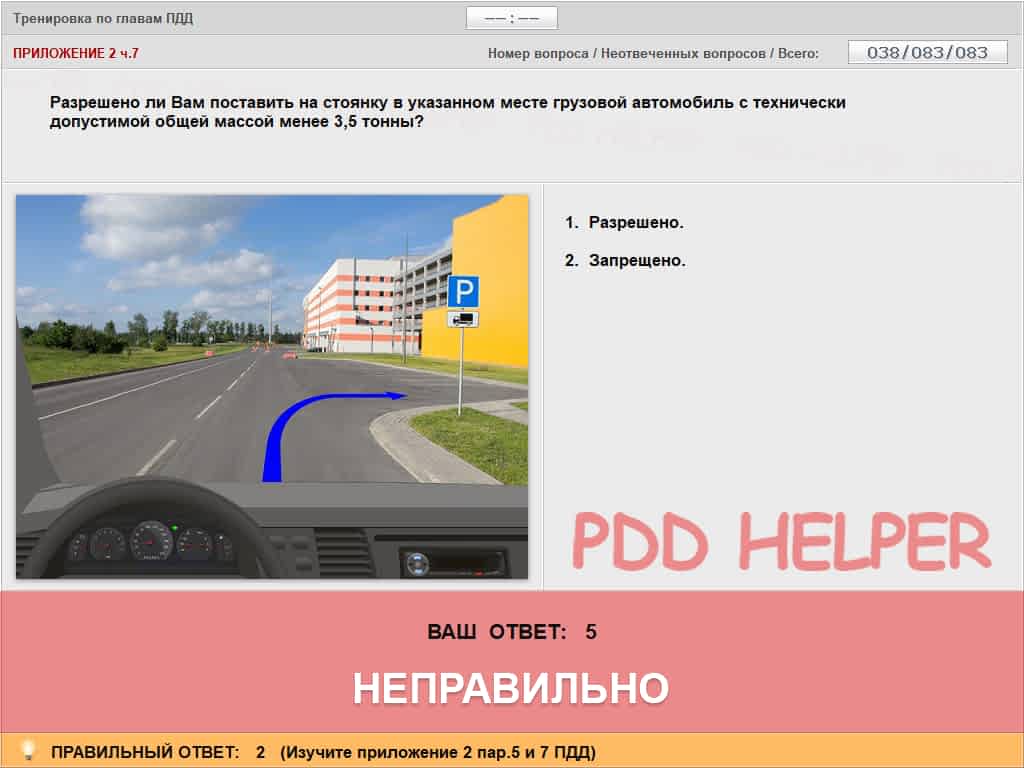 Тренировка по главам ПДД
––:––
ПРИЛОЖЕНИЕ 2 ч.7
Номер вопроса / Неотвеченных вопросов / Всего: 038/083/083
Разрешено ли Вам поставить на стоянку в указанном месте грузовой автомобиль с технически
допустимой общей массой менее 3,5 тонны?
1. Разрешено.
2. Запрещено.
P
PDD HELPER
ВАШ ОТВЕТ: 5
НЕПРАВИЛЬНО
ПРАВИЛЬНЫЙ ОТВЕТ: 2 (Изучите приложение 2 пар.5 и 7 ПДД)